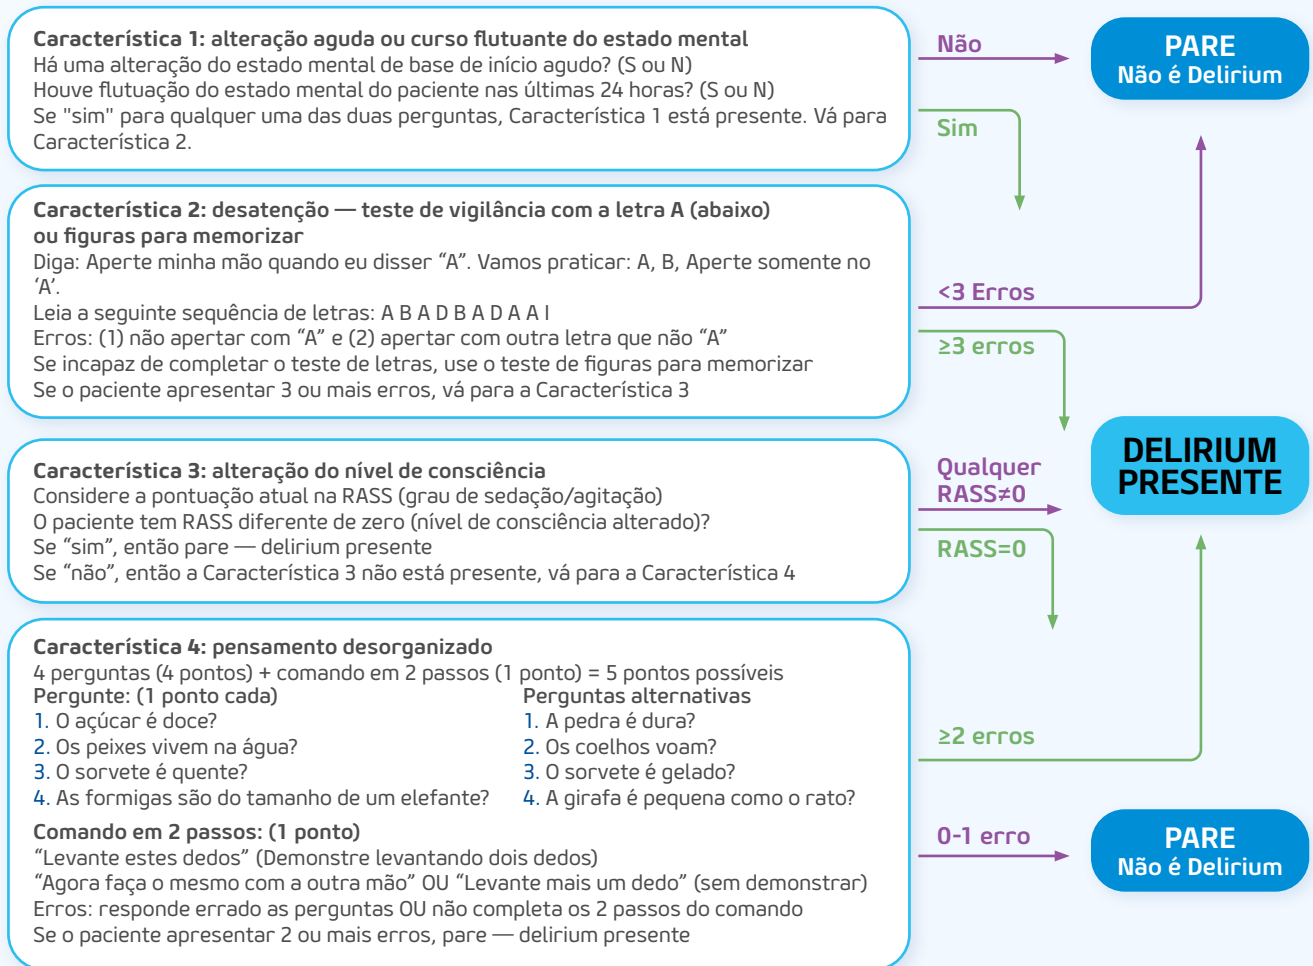 Característica 1: alteração aguda ou curso flutuante do estado mental
Há uma alteração do estado mental de base de início agudo? (S ou N)
Houve flutuação do estado mental do paciente nas últimas 24 horas? (S ou N)
Se "sim" para qualquer uma das duas perguntas, Característica 1 está presente. Vá para
Característica 2.
Não
Sim
PARE
Não é Delirium
Característica 2: desatenção — teste de vigilância com a letra A (abaixo)
ou figuras para memorizar
Diga: Aperte minha mão quando eu disser “A”. Vamos praticar: A, B, Aperte somente no
‘A’.
Leia a seguinte sequência de letras: A B A D B A D A A I
Erros: (1) não apertar com “A” e (2) apertar com outra letra que não “A”
Se incapaz de completar o teste de letras, use o teste de figuras para memorizar
Se o paciente apresentar 3 ou mais erros, vá para a Característica 3
<3 Erros
≥3 erros
Característica 3: alteração do nível de consciência
Considere a pontuação atual na RASS (grau de sedação/agitação)
O paciente tem RASS diferente de zero (nível de consciência alterado)?
Se “sim”, então pare — delirium presente
Se “não”, então a Característica 3 não está presente, vá para a Característica 4
Qualquer
RASS≠0
RASS=0
DELIRIUM
PRESENTE
Característica 4: pensamento desorganizado
4 perguntas (4 pontos) + comando em 2 passos (1 ponto) = 5 pontos possíveis
Pergunte: (1 ponto cada)
1. O açúcar é doce?
2. Os peixes vivem na água?
3. O sorvete é quente?
4. As formigas são do tamanho de um elefante?
Perguntas alternativas
1. A pedra é dura?
2. Os coelhos voam?
3. O sorvete é gelado?
4. A girafa é pequena como o rato?
Comando em 2 passos: (1 ponto)
“Levante estes dedos” (Demonstre levantando dois dedos)
“Agora faça o mesmo com a outra mão” OU “Levante mais um dedo” (sem demonstrar)
Erros: responde errado as perguntas OU não completa os 2 passos do comando
Se o paciente apresentar 2 ou mais erros, pare — delirium presente
≥2 erros
0-1 erro
PARE
Não é Delirium